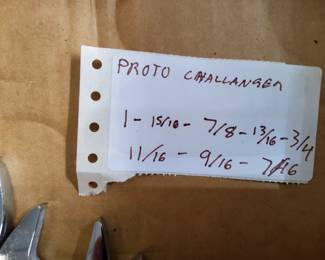 PROTO CHALLANGER
1 - 15/16 - 7/8 - 13/16 - 3/4
11/16 - 9/16 - 7/16